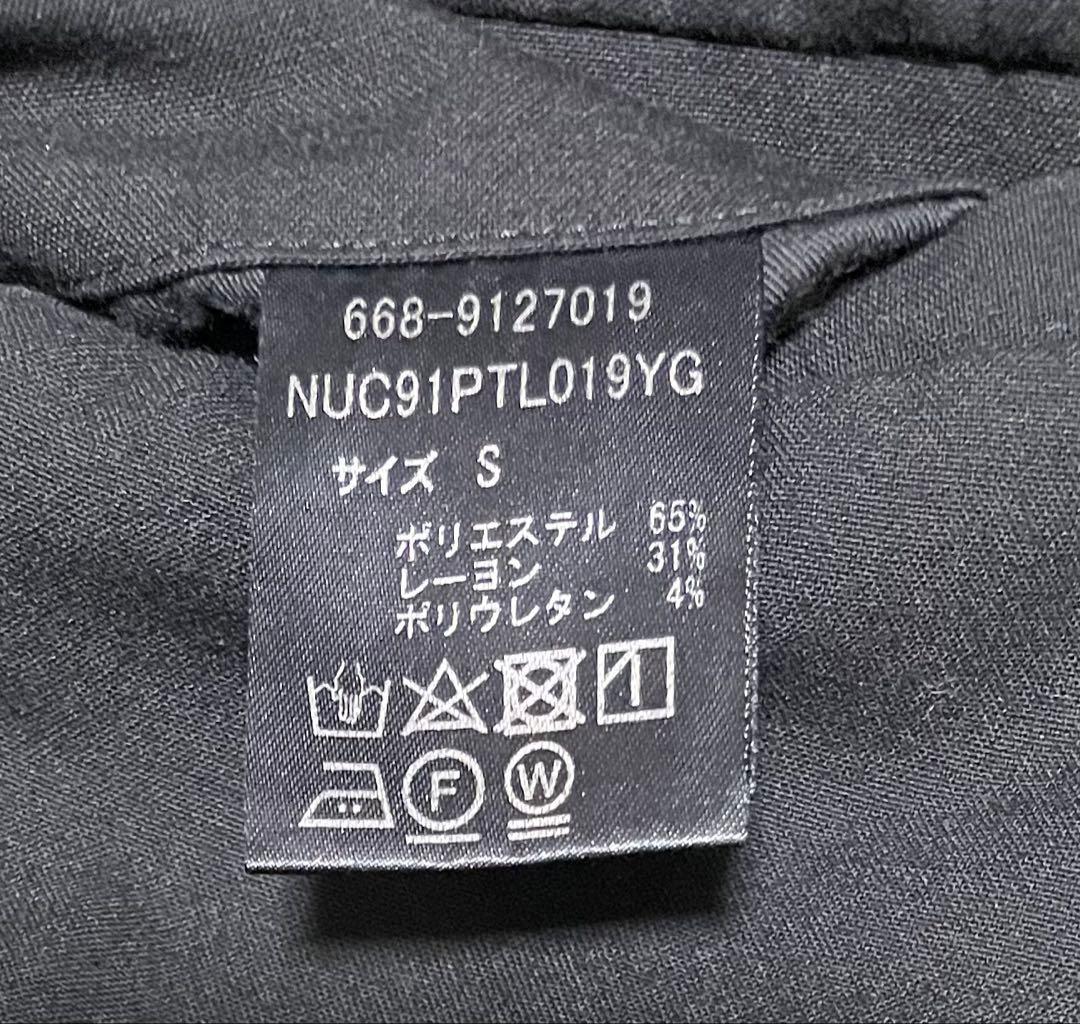 668-9127019
NUC91PTL019YG
サイズ S
ポリエステル 65%
レーヨン 31%
ポリウレタン 4%
F W